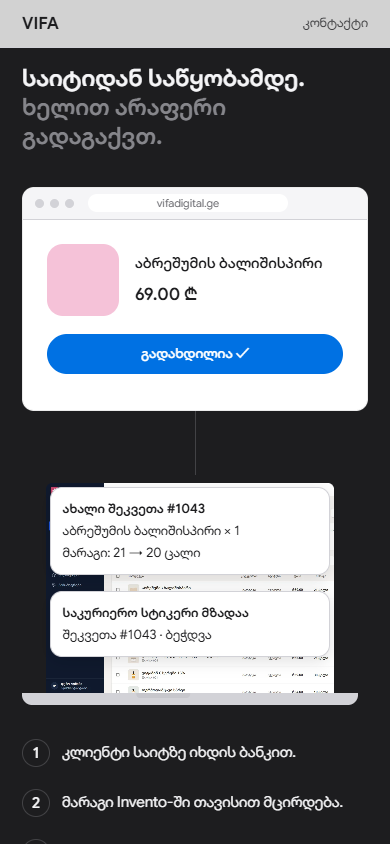 VIFA
კონტაქტი
საიტიდან საწყობამდე.
ხელით არაფერი
გადაგაქვთ.
vifadigital.ge
აბრეშუმის ბალიშისპირი
69.00 ₾
გადახდილია ✓
ახალი შეკვეთა #1043
აბრეშუმის ბალიშისპირი × 1
მარაგი: 21 → 20 ცალი
საკურიერო სტიკერი მზადაა
შეკვეთა #1043 · ბეჭდვა
1 კლიენტი საიტზე იხდის ბანკით.
2 მარაგი Invento-ში თავისით მცირდება.